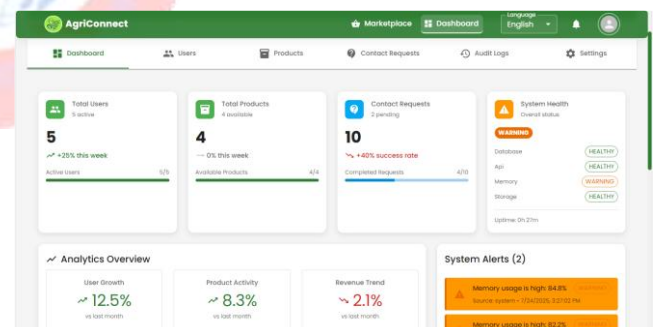 AgriConnect
Marketplace
Dashboard
Language
English
Dashboard
Users
Products
Contact Requests
Audit Logs
Settings
Total Users
5 active
5
+25% this week
Active Users 5/5
Total Products
4 available
4
— 0% this week
Available Products 4/4
Contact Requests
2 pending
10
+40% success rate
Completed Requests 4/10
System Health
Overall status
WARNING
Database HEALTHY
Api HEALTHY
Memory WARNING
Storage HEALTHY
Uptime: 0h 27m
Analytics Overview
User Growth
12.5%
vs last month
Product Activity
8.3%
vs last month
Revenue Trend
2.1%
vs last month
System Alerts (2)
Memory usage is high: 84.8% WARNING
Source: system • 7/24/2025, 3:27:02 PM
Memory usage is high: 82.2% WARNING